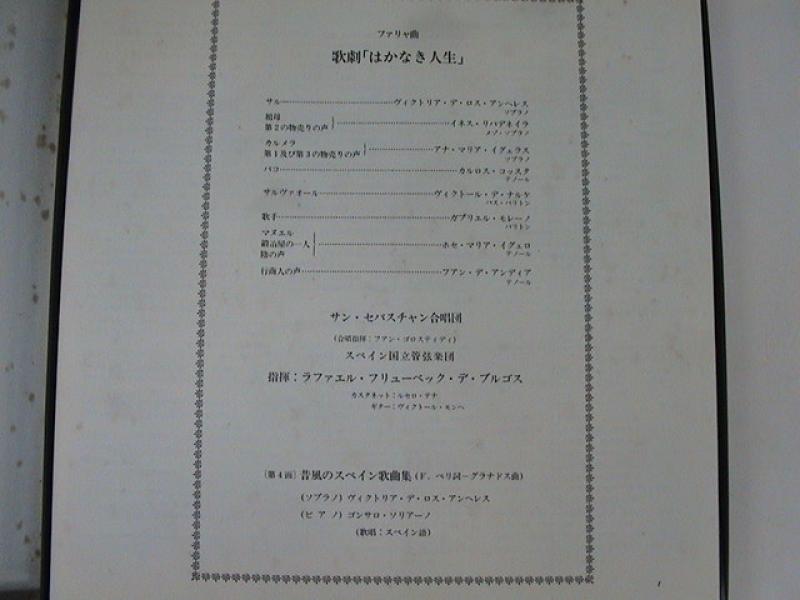 ファリャ曲
歌劇「はかなき人生」
サル……………………ヴィクトリア・デ・ロス・アンヘレス
ソプラノ
祖母
第2の物売りの声
……………………イネス・リバデネイラ
メゾ・ソプラノ
カルメラ
第1及び第3の物売りの声
……………………アナ・マリア・イグェラス
ソプラノ
パコ……………………カルロス・コッスタ
テノール
サルヴァオール……………………ヴィクトール・デ・ナルケ
バス・バリトン
歌手……………………ガブリエル・モレーノ
バリトン
マヌエル
鍛冶屋の一人
陰の声
……………………ホセ・マリア・イグェロ
テノール
行商人の声……………………フアン・デ・アンディア
テノール
サン・セバスチャン合唱団
(合唱指揮:フアン・ゴロスティディ)
スペイン国立管弦楽団
指揮:ラファエル・フリューベック・デ・ブルゴス
カスタネット:ルセロ・テナ
ギター:ヴィクトール・モンヘ
〔第4面〕昔風のスペイン歌曲集(F. ペリ詞−グラナドス曲)
(ソプラノ) ヴィクトリア・デ・ロス・アンヘレス
(ピアノ) ゴンサロ・ソリアーノ
(歌唱:スペイン語)